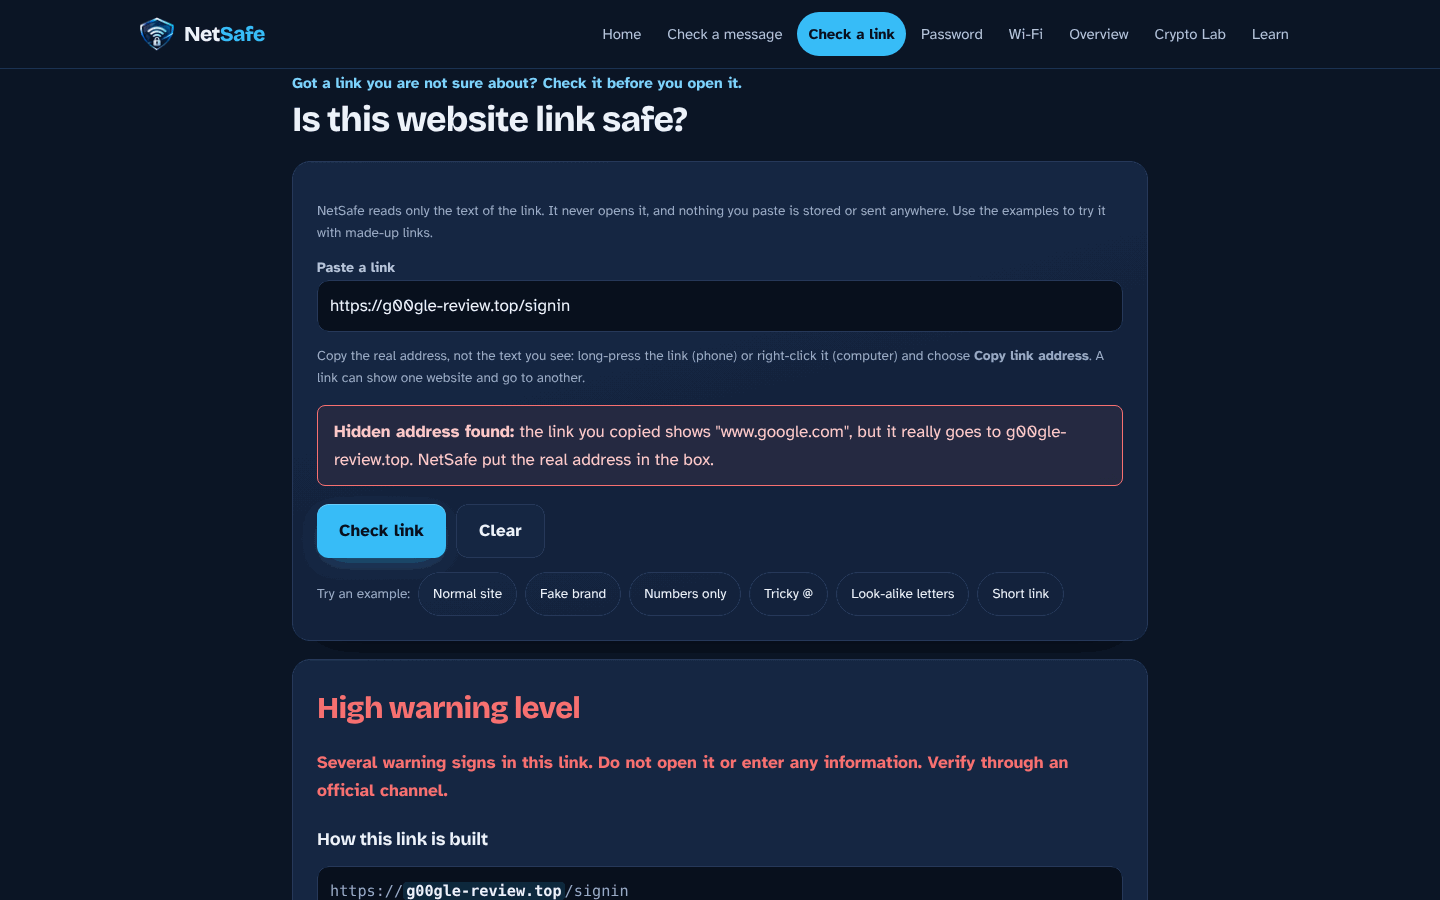 NetSafe
Home
Check a message
Check a link
Password
Wi-Fi
Overview
Crypto Lab
Learn
Got a link you are not sure about? Check it before you open it.
Is this website link safe?
NetSafe reads only the text of the link. It never opens it, and nothing you paste is stored or sent anywhere. Use the examples to try it
with made-up links.
Paste a link
https://g00gle-review.top/signin
Copy the real address, not the text you see: long-press the link (phone) or right-click it (computer) and choose Copy link address. A
link can show one website and go to another.
Hidden address found: the link you copied shows "www.google.com", but it really goes to g00gle-
review.top. NetSafe put the real address in the box.
Check link
Clear
Try an example:
Normal site
Fake brand
Numbers only
Tricky @
Look-alike letters
Short link
High warning level
Several warning signs in this link. Do not open it or enter any information. Verify through an
official channel.
How this link is built
https://g00gle-review.top/signin